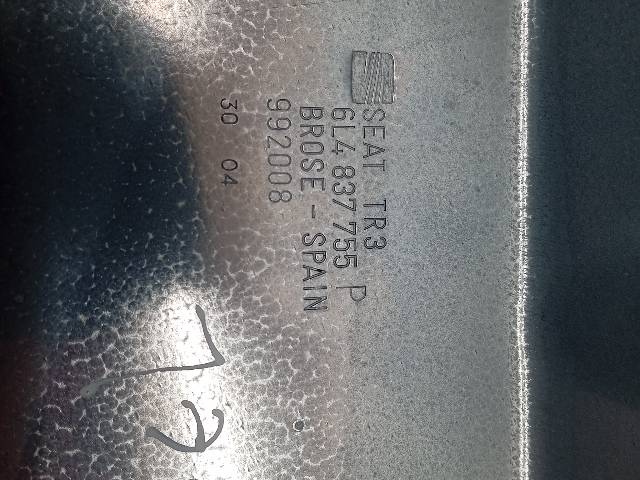 SEAT TR3
6L4 837 755 P
BROSE - SPAIN
992008
30 04